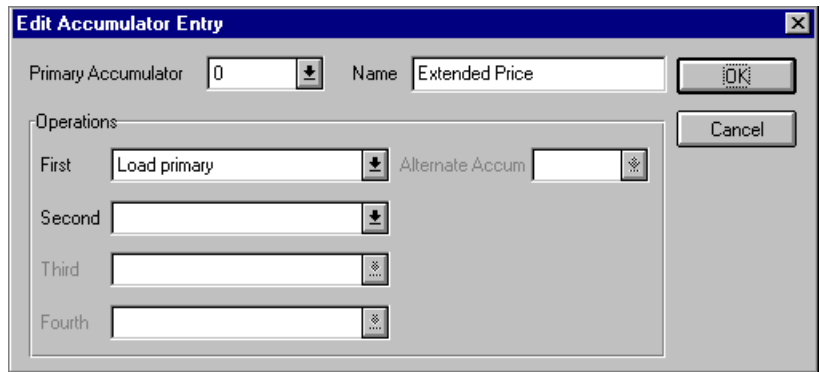 Edit Accumulator Entry
Primary Accumulator 0 Name Extended Price OK
Operations Cancel
First Load primary Alternate Accum
Second
Third
Fourth